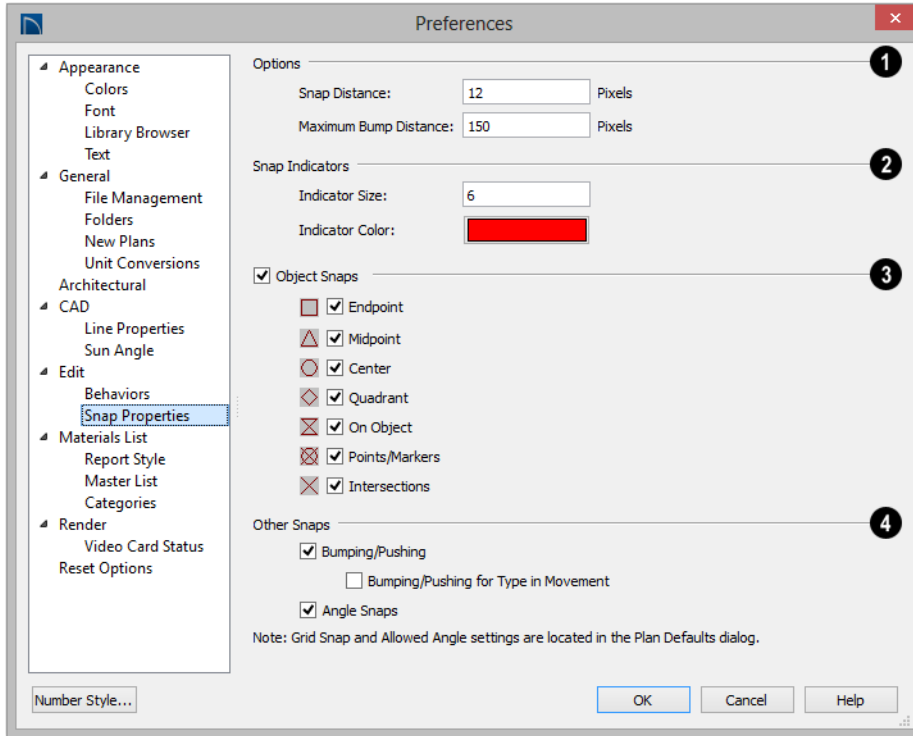 Preferences
Appearance
Colors
Font
Library Browser
Text
General
File Management
Folders
New Plans
Unit Conversions
Architectural
CAD
Line Properties
Sun Angle
Edit
Behaviors
Snap Properties
Materials List
Report Style
Master List
Categories
Render
Video Card Status
Reset Options
Options 1
Snap Distance: 12 Pixels
Maximum Bump Distance: 150 Pixels
Snap Indicators 2
Indicator Size: 6
Indicator Color:
Object Snaps 3
Endpoint
Midpoint
Center
Quadrant
On Object
Points/Markers
Intersections
Other Snaps 4
Bumping/Pushing
Bumping/Pushing for Type in Movement
Angle Snaps
Note: Grid Snap and Allowed Angle settings are located in the Plan Defaults dialog.
Number Style... OK Cancel Help